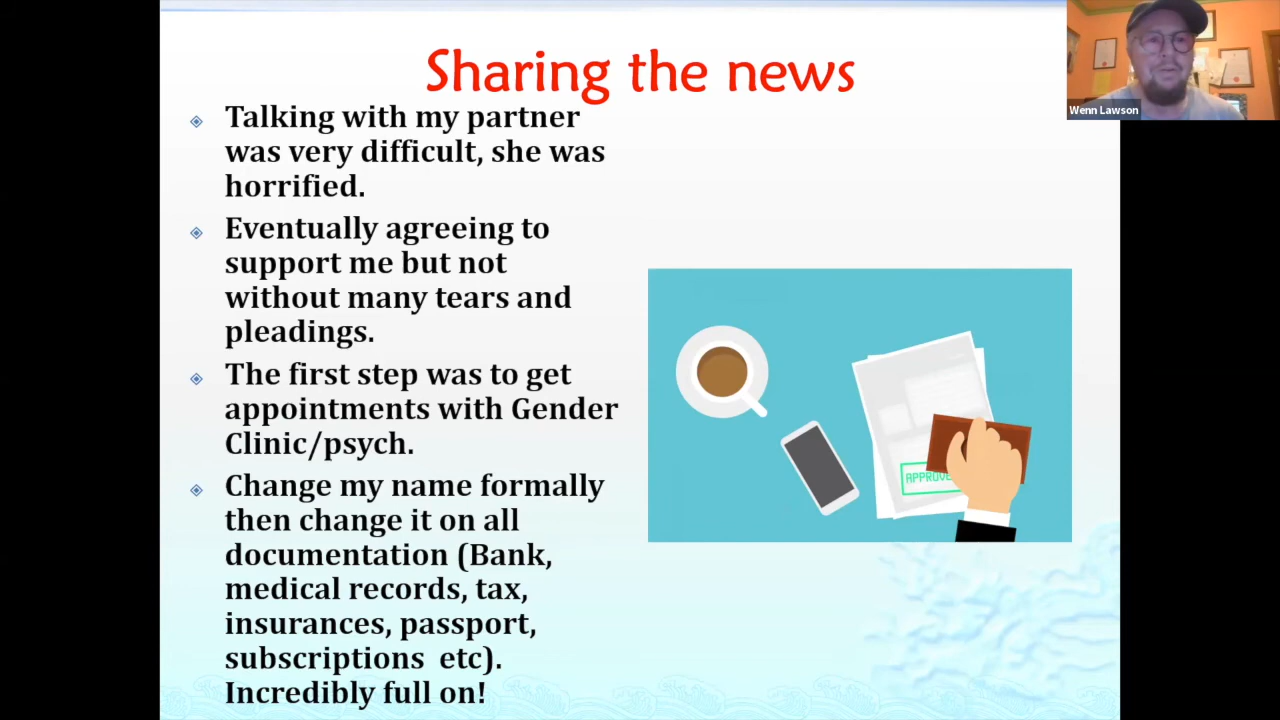 Sharing the news
Wenn Lawson
Talking with my partner
was very difficult, she was
horrified.
Eventually agreeing to
support me but not
without many tears and
pleadings.
The first step was to get
appointments with Gender
Clinic/psych.
Change my name formally
then change it on all
documentation (Bank,
medical records, tax,
insurances, passport,
subscriptions  etc).
Incredibly full on!
APPROVE